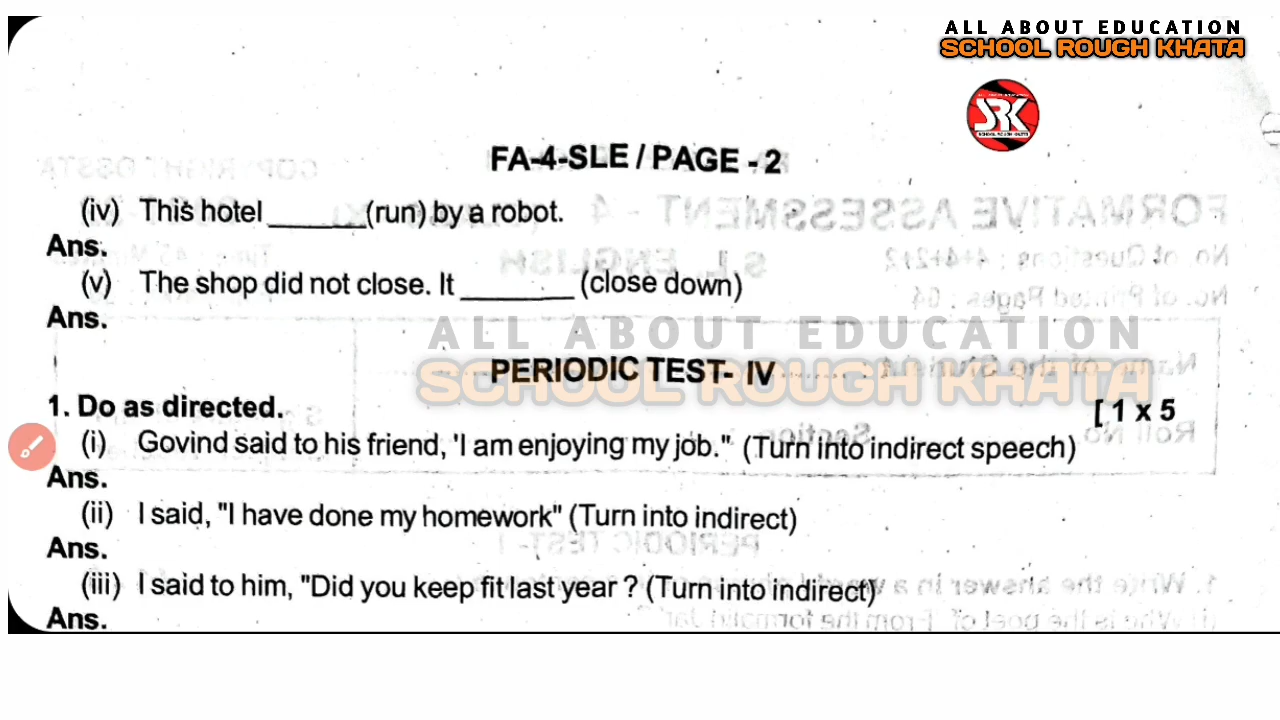 ALL ABOUT EDUCATION
SCHOOL ROUGH KHATA
SRK
FA-4-SLE / PAGE - 2
(iv) This hotel ______(run) by a robot.
Ans.
(v) The shop did not close. It _______ (close down)
Ans.
ALL ABOUT EDUCATION
SCHOOL ROUGH KHATA
PERIODIC TEST- IV
1. Do as directed. [ 1 x 5
(i) Govind said to his friend, 'I am enjoying my job." (Turn into indirect speech)
Ans.
(ii) I said, "I have done my homework" (Turn into indirect)
Ans.
(iii) I said to him, "Did you keep fit last year ? (Turn into indirect)
Ans.